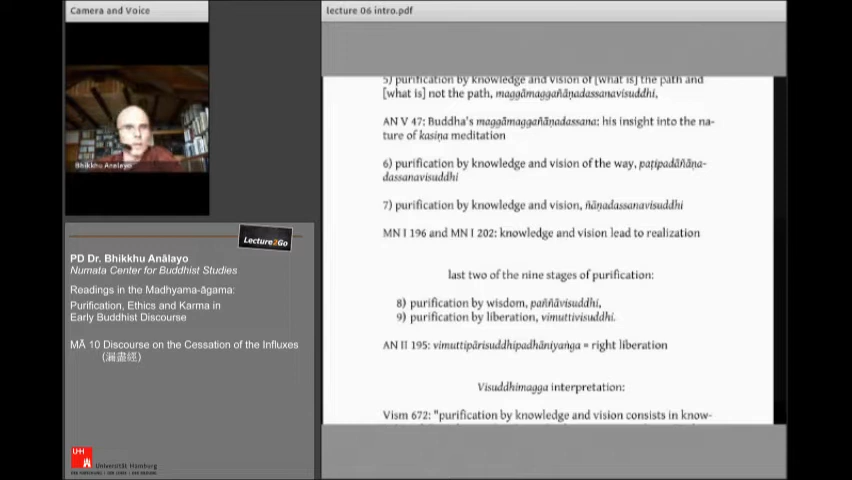 Camera and Voice
lecture 06 intro.pdf
Bhikkhu Anālayo
Lecture2Go
PD Dr. Bhikkhu Anālayo
Numata Center for Buddhist Studies
Readings in the Madhyama-āgama:
Purification, Ethics and Karma in
Early Buddhist Discourse
MĀ 10 Discourse on the Cessation of the Influxes
(漏盡經)
UH
Universität Hamburg
DER FORSCHUNG | DER LEHRE | DER BILDUNG
5) purification by knowledge and vision of [what is] the path and
[what is] not the path, maggāmaggañāṇadassanavisuddhi,
AN V 47: Buddha's maggāmaggañāṇadassana: his insight into the na-
ture of kasiṇa meditation
6) purification by knowledge and vision of the way, paṭipadāñāṇa-
dassanavisuddhi
7) purification by knowledge and vision, ñāṇadassanavisuddhi
MN I 196 and MN I 202: knowledge and vision lead to realization
last two of the nine stages of purification:
8) purification by wisdom, paññāvisuddhi,
9) purification by liberation, vimuttivisuddhi.
AN II 195: vimuttipārisuddhipadhāniyaṅga = right liberation
Visuddhimagga interpretation:
Vism 672: "purification by knowledge and vision consists in know-